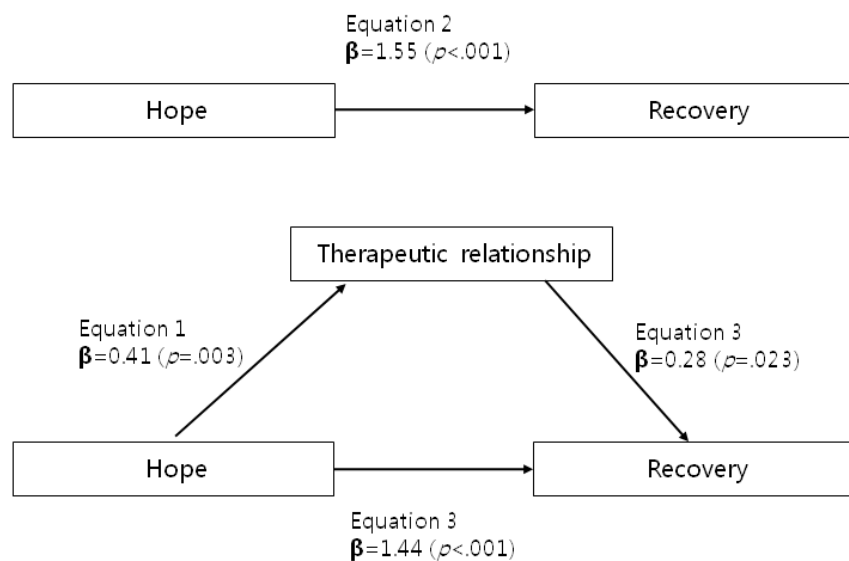 Equation 2
β=1.55 (p<.001)
Hope
Recovery
Therapeutic relationship
Equation 1
β=0.41 (p=.003)
Equation 3
β=0.28 (p=.023)
Hope
Recovery
Equation 3
β=1.44 (p<.001)